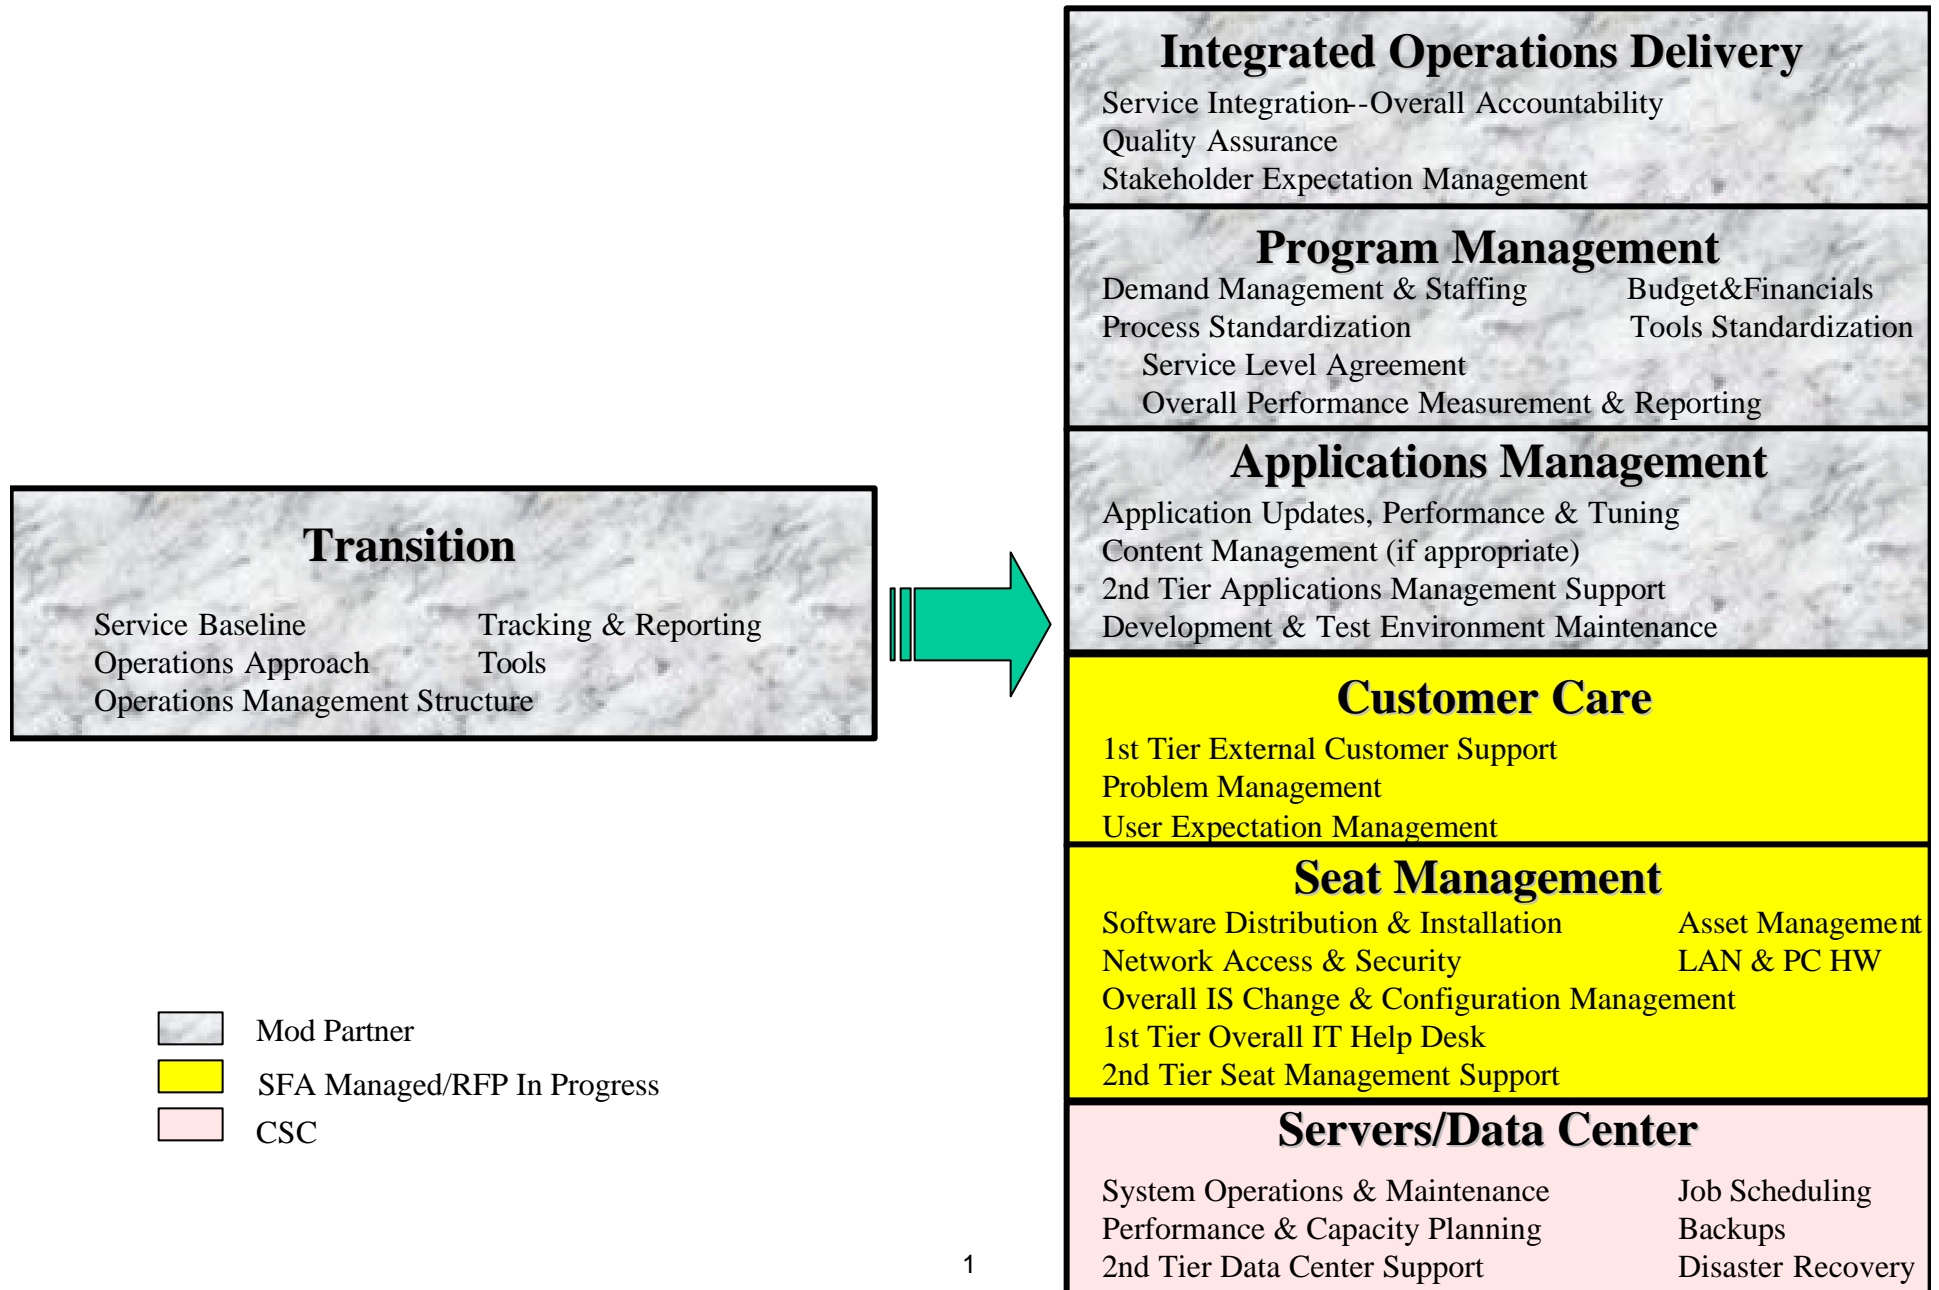 Integrated Operations Delivery
Service Integration--Overall Accountability
Quality Assurance
Stakeholder Expectation Management
Program Management
Demand Management & Staffing Budget&Financials
Process Standardization Tools Standardization
Service Level Agreement
Overall Performance Measurement & Reporting
Applications Management
Application Updates, Performance & Tuning
Content Management (if appropriate)
2nd Tier Applications Management Support
Development & Test Environment Maintenance
Transition
Service Baseline Tracking & Reporting
Operations Approach Tools
Operations Management Structure
Customer Care
1st Tier External Customer Support
Problem Management
User Expectation Management
Seat Management
Software Distribution & Installation Asset Management
Network Access & Security LAN & PC HW
Overall IS Change & Configuration Management
1st Tier Overall IT Help Desk
2nd Tier Seat Management Support
Mod Partner
SFA Managed/RFP In Progress
CSC
Servers/Data Center
System Operations & Maintenance Job Scheduling
Performance & Capacity Planning Backups
2nd Tier Data Center Support Disaster Recovery
1